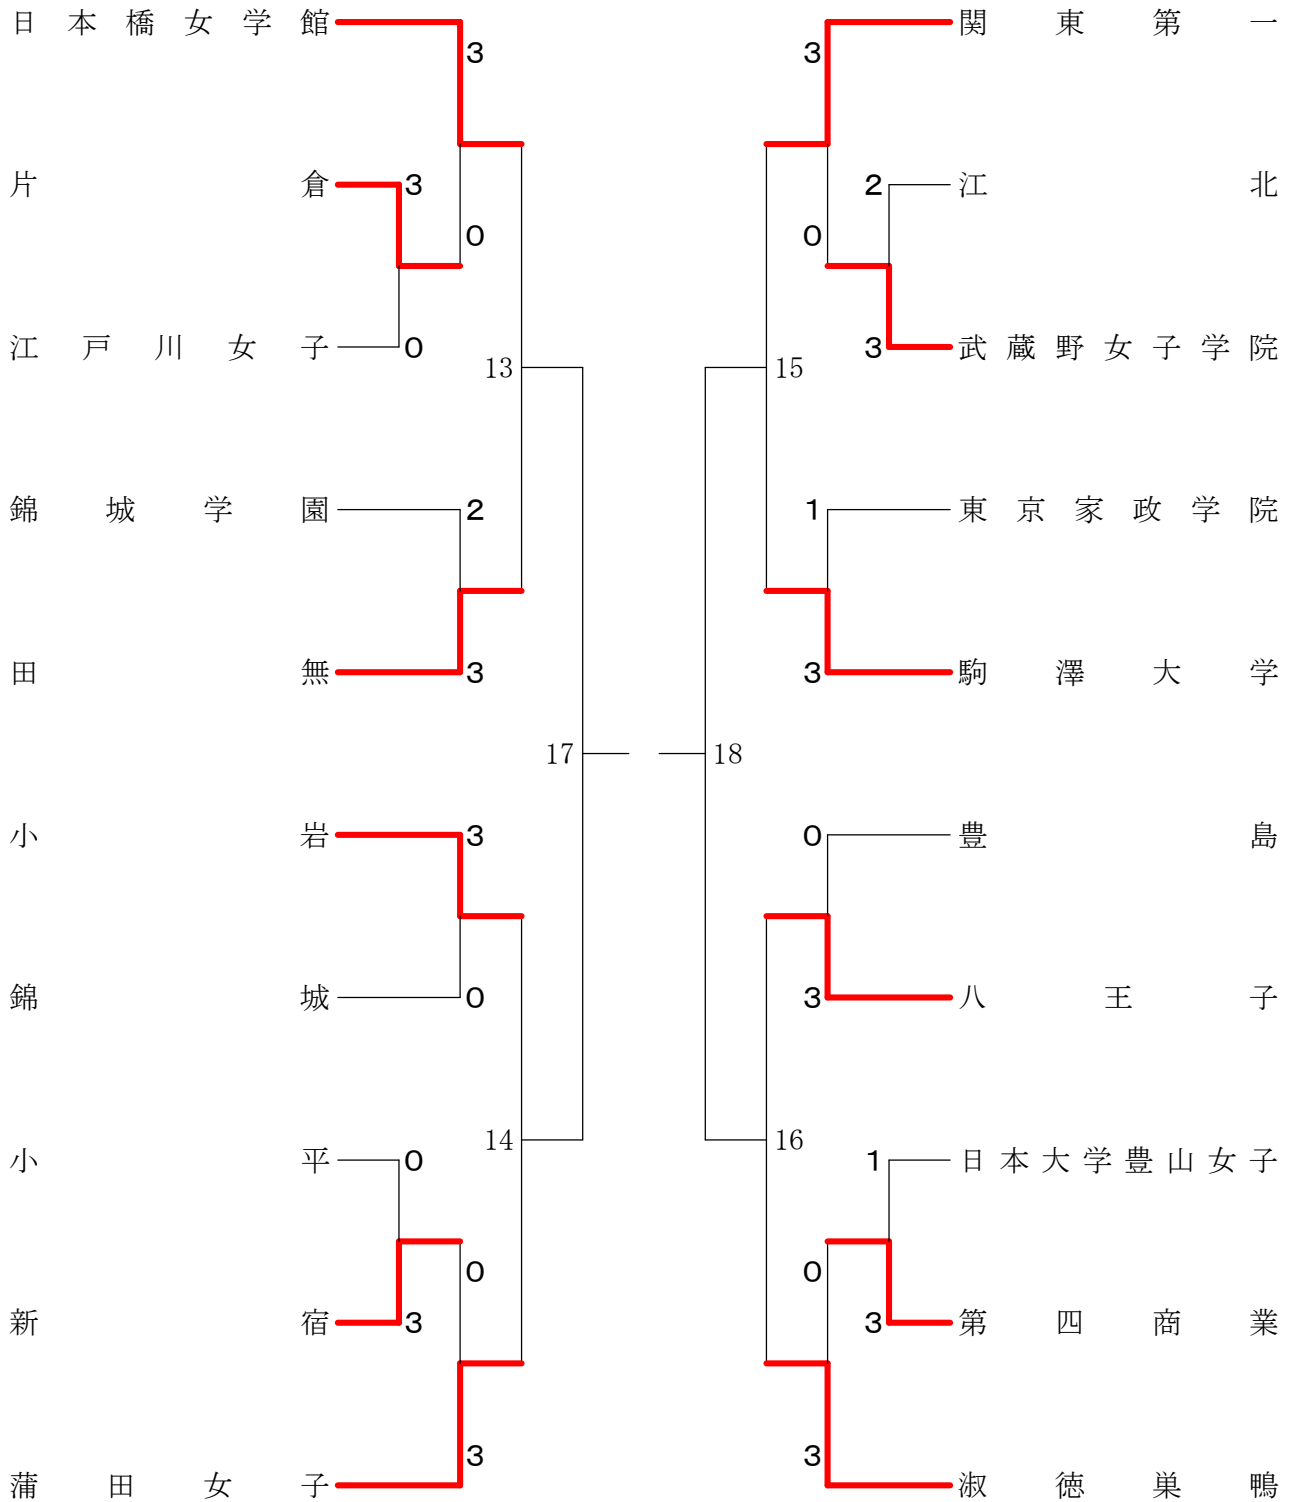 日本橋女学館 3
3 関東第一
片倉 3
2 江北
0
0
江戸川女子 0
3 武蔵野女子学院
13
15
錦城学園 2
1 東京家政学院
田無 3
3 駒澤大学
17
18
小岩 3
0 豊島
錦城 0
3 八王子
14
16
小平 0
1 日本大学豊山女子
0
0
新宿 3
3 第四商業
3
3
蒲田女子
淑徳巣鴨